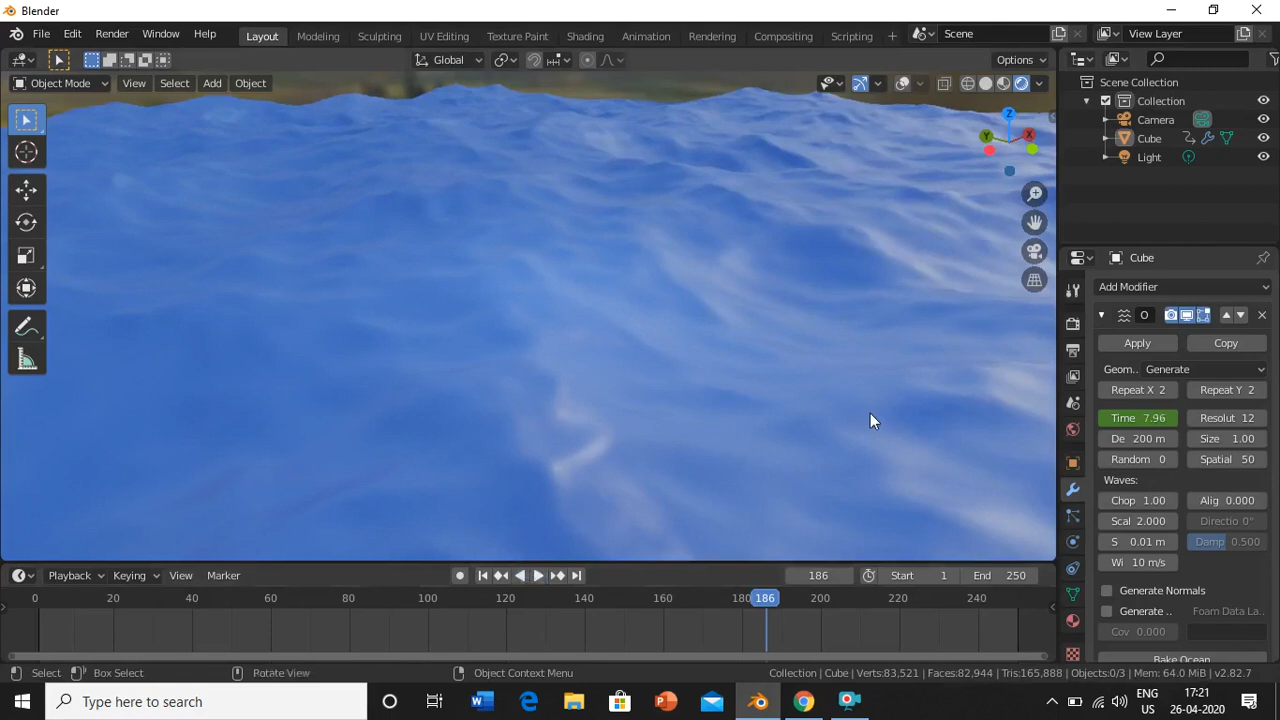 Blender
File Edit Render Window Help Layout Modeling Sculpting UV Editing Texture Paint Shading Animation Rendering Compositing Scripting + Scene View Layer
Global Options
Object Mode View Select Add Object
Scene Collection
Collection
Camera
Cube
Light
Z
Y X
Cube
Add Modifier
O
Apply Copy
Geom.. Generate
Repeat X 2 Repeat Y 2
Time 7.96 Resolut 12
De 200 m Size 1.00
Random 0 Spatial 50
Waves:
Chop 1.00 Alig 0.000
Scal 2.000 Directio 0°
S 0.01 m Damp 0.500
Wi 10 m/s
Generate Normals
Generate .. Foam Data La..
Cov 0.000
Bake Ocean
Playback Keying View Marker 186 Start 1 End 250
0 20 40 60 80 100 120 140 160 180 186 200 220 240
Select Box Select Rotate View Object Context Menu Collection | Cube | Verts:83,521 | Faces:82,944 | Tris:165,888 | Objects:0/3 | Mem: 64.0 MiB | v2.82.7
Type here to search
ENG
US
17:21
26-04-2020